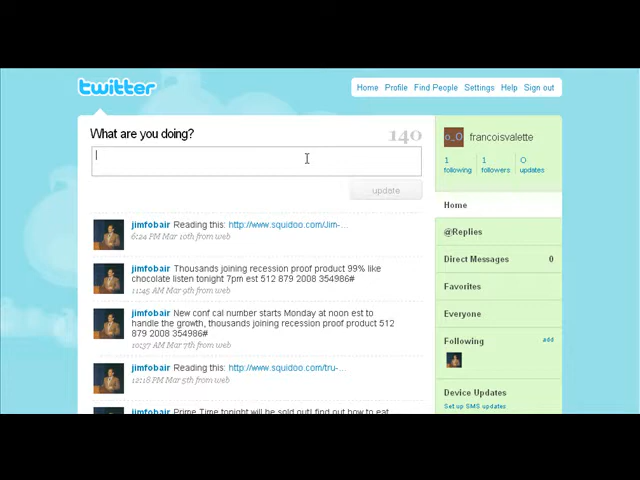 twitter
Home Profile Find People Settings Help Sign out
What are you doing?
140
update
jimfobair Reading this: http://www.squidoo.com/Jim-...
6:24 PM Mar 10th from web
jimfobair Thousands joining recession proof product 99% like
chocolate listen tonight 7pm est 512 879 2008 354986#
11:45 AM Mar 9th from web
jimfobair New conf cal number starts Monday at noon est to
handle the growth, thousands joining recession proof product 512
879 2008 354986#
10:37 AM Mar 7th from web
jimfobair Reading this: http://www.squidoo.com/tru-...
12:18 PM Mar 5th from web
jimfobair Prime Time tonight will be sold out! find out how to eat
o_O francoisvalette
1 1 0
following followers updates
Home
@Replies
Direct Messages 0
Favorites
Everyone
Following add
Device Updates
Set up SMS updates